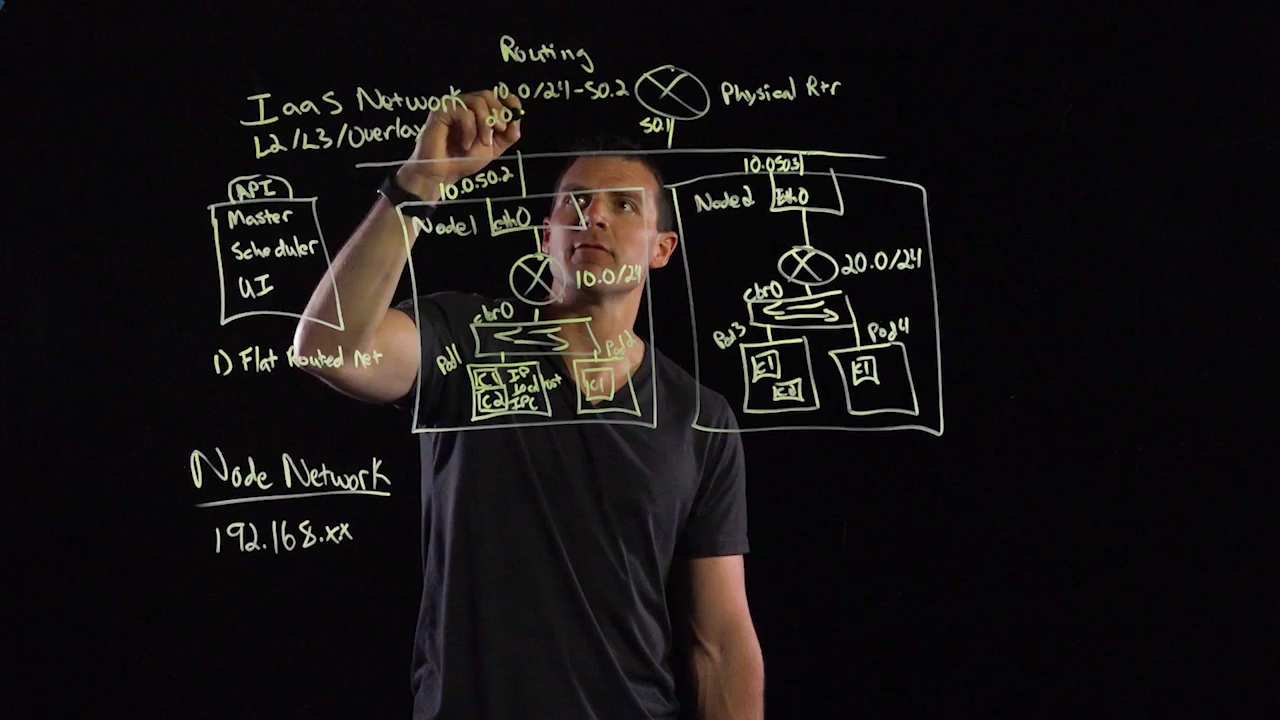 Routing
10.0/24-50.2
20.
Physical Rtr
50.1
IaaS Network
L2/L3/Overlay
API
Master
Scheduler
UI
1) Flat Routed net
Node Network
192.168.xx
10.0.50.2
Node1
eth0
10.0/24
cbr0
Pod1
C1
C2
IP
Localhost
IPC
Pod2
C1
10.0.50.3
Node2
Eth0
20.0/24
cbr0
Pod3
C1
C2
Pod4
C1